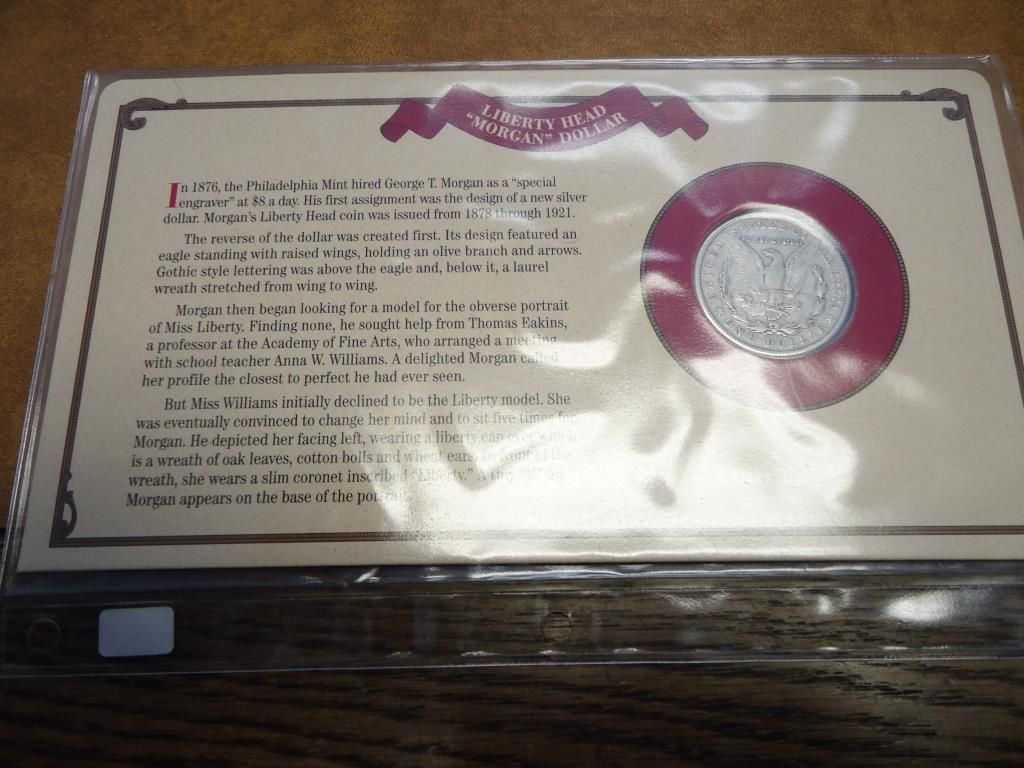 LIBERTY HEAD
"MORGAN" DOLLAR
In 1876, the Philadelphia Mint hired George T. Morgan as a "special
engraver" at $8 a day. His first assignment was the design of a new silver
dollar. Morgan's Liberty Head coin was issued from 1878 through 1921.
The reverse of the dollar was created first. Its design featured an
eagle standing with raised wings, holding an olive branch and arrows.
Gothic style lettering was above the eagle and, below it, a laurel
wreath stretched from wing to wing.
Morgan then began looking for a model for the obverse portrait
of Miss Liberty. Finding none, he sought help from Thomas Eakins,
a professor at the Academy of Fine Arts, who arranged a meeting
with school teacher Anna W. Williams. A delighted Morgan called
her profile the closest to perfect he had ever seen.
But Miss Williams initially declined to be the Liberty model. She
was eventually convinced to change her mind and to sit five times for
Morgan. He depicted her facing left, wearing a liberty cap over which
is a wreath of oak leaves, cotton bolls and wheat ears. In front of the
wreath, she wears a slim coronet inscribed "Liberty." A tiny "M" for
Morgan appears on the base of the portrait.